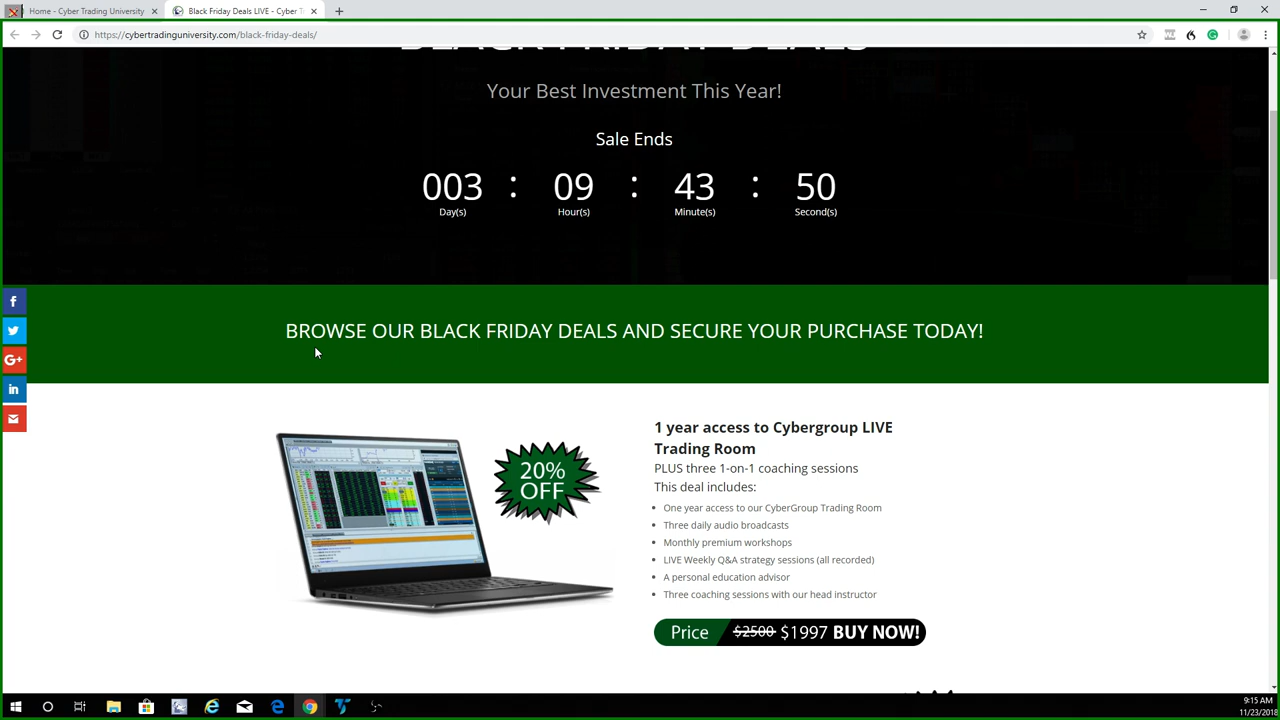 Home - Cyber Trading University
Black Friday Deals LIVE - Cyber Tr
https://cybertradinguniversity.com/black-friday-deals/
BLACK FRIDAY DEALS
Your Best Investment This Year!
Sale Ends
003 : 09 : 43 : 50
Day(s) Hour(s) Minute(s) Second(s)
BROWSE OUR BLACK FRIDAY DEALS AND SECURE YOUR PURCHASE TODAY!
20%
OFF
1 year access to Cybergroup LIVE
Trading Room
PLUS three 1-on-1 coaching sessions
This deal includes:
• One year access to our CyberGroup Trading Room
• Three daily audio broadcasts
• Monthly premium workshops
• LIVE Weekly Q&A strategy sessions (all recorded)
• A personal education advisor
• Three coaching sessions with our head instructor
Price $2500 $1997 BUY NOW!
9:15 AM
11/23/2018